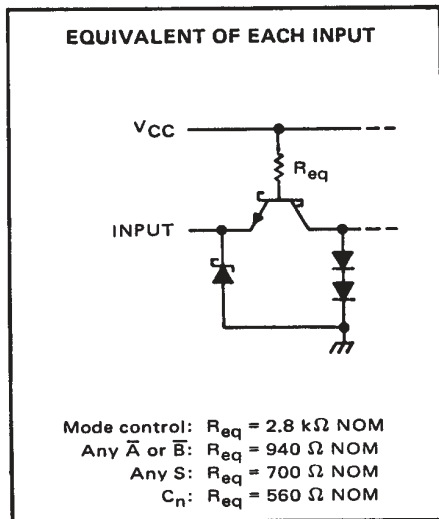 EQUIVALENT OF EACH INPUT
VCC
Req
INPUT
Mode control: Req = 2.8 kΩ NOM
Any A̅ or B̅: Req = 940 Ω NOM
Any S: Req = 700 Ω NOM
Cn: Req = 560 Ω NOM